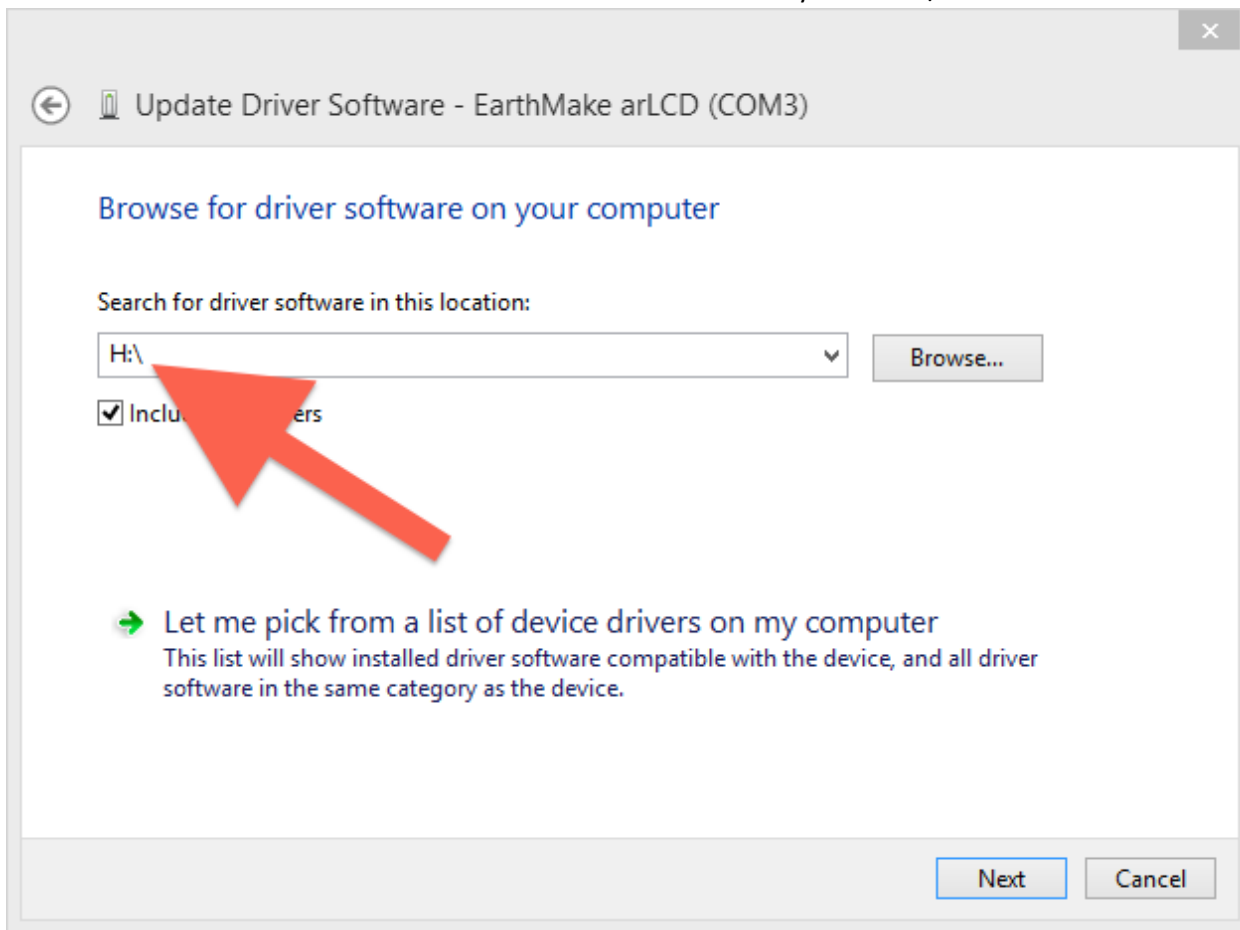 Update Driver Software - EarthMake arLCD (COM3)
Browse for driver software on your computer
Search for driver software in this location:
H:\
Browse...
Let me pick from a list of device drivers on my computer
This list will show installed driver software compatible with the device, and all driver
software in the same category as the device.
Next
Cancel